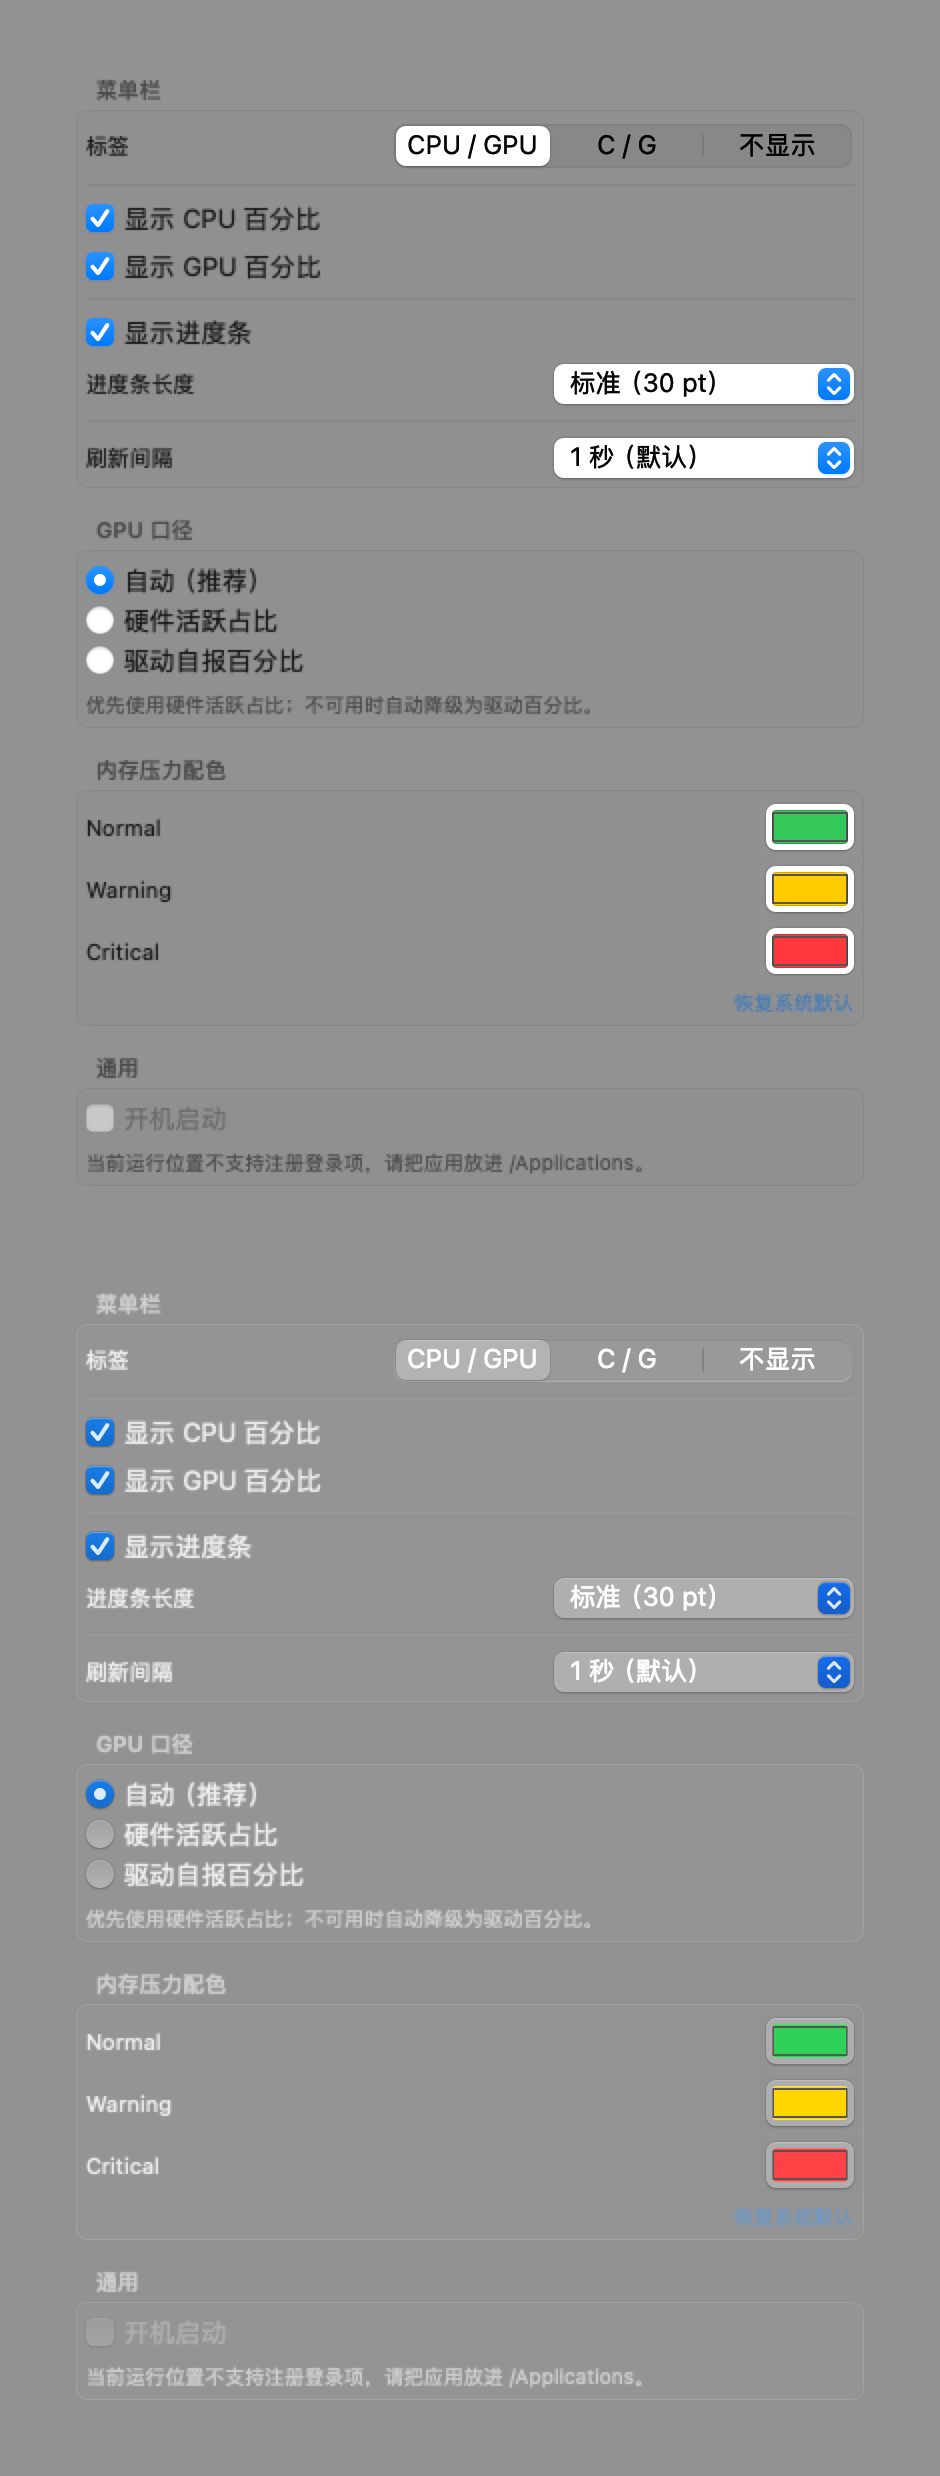 菜单栏
标签 CPU / GPU C / G 不显示
显示 CPU 百分比
显示 GPU 百分比
显示进度条
进度条长度 标准（30 pt）
刷新间隔 1 秒（默认）
GPU 口径
自动（推荐）
硬件活跃占比
驱动自报百分比
优先使用硬件活跃占比；不可用时自动降级为驱动百分比。
内存压力配色
Normal
Warning
Critical
恢复系统默认
通用
开机启动
当前运行位置不支持注册登录项，请把应用放进 /Applications。
菜单栏
标签 CPU / GPU C / G 不显示
显示 CPU 百分比
显示 GPU 百分比
显示进度条
进度条长度 标准（30 pt）
刷新间隔 1 秒（默认）
GPU 口径
自动（推荐）
硬件活跃占比
驱动自报百分比
优先使用硬件活跃占比；不可用时自动降级为驱动百分比。
内存压力配色
Normal
Warning
Critical
恢复系统默认
通用
开机启动
当前运行位置不支持注册登录项，请把应用放进 /Applications。